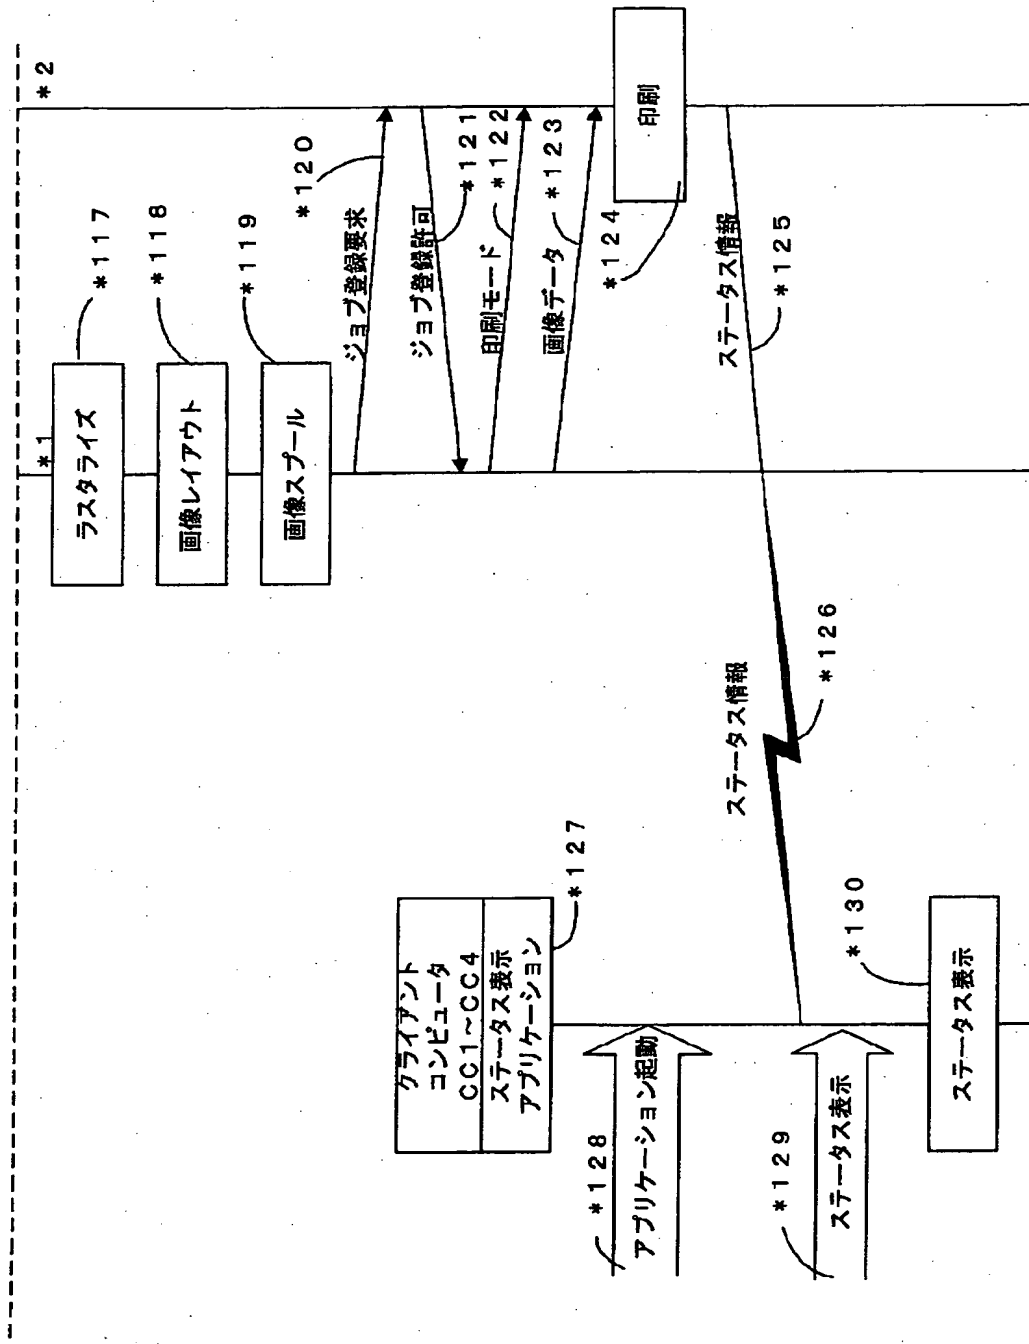 *2
*1
ラスタライズ
*117
画像レイアウト
*118
画像スプール
*119
ジョブ登録要求
*120
ジョブ登録許可
*121
印刷モード
*122
画像データ
*123
印刷
*124
ステータス情報
*125
ステータス情報
*126
クライアント
コンピュータ
CC1~CC4
ステータス表示
アプリケーション
*127
アプリケーション起動
*128
ステータス表示
*129
ステータス表示
*130